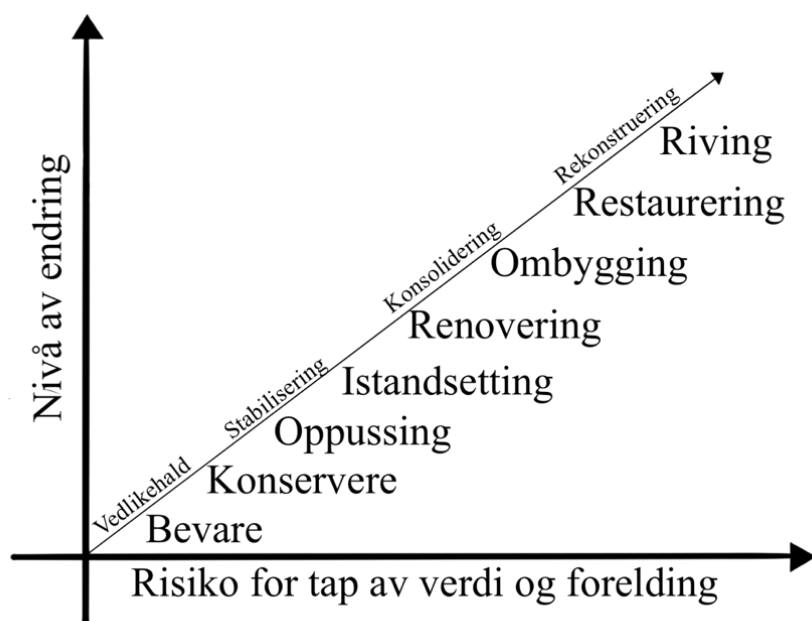 Nivå av endring
Rekonstruering
Riving
Restaurering
Konsolidering
Ombygging
Renovering
Stabilisering
Istandsetting
Oppussing
Vedlikehald
Konservere
Bevare
Risiko for tap av verdi og forelding